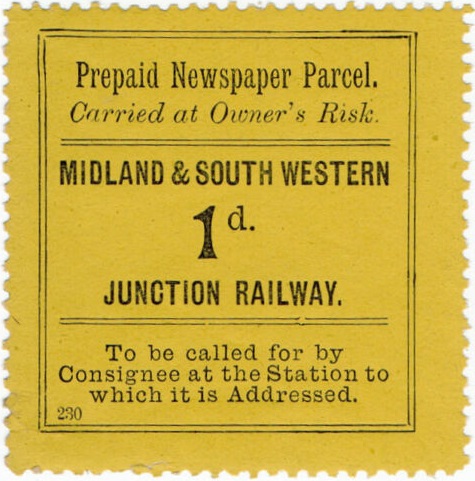 Prepaid Newspaper Parcel.
Carried at Owner's Risk.
MIDLAND & SOUTH WESTERN
1d.
JUNCTION RAILWAY.
To be called for by
Consignee at the Station to
which it is Addressed.
230